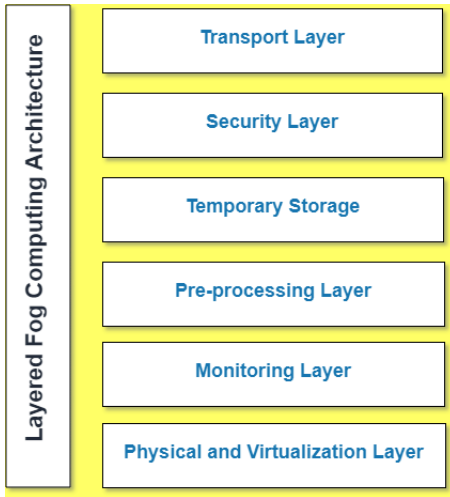 Layered Fog Computing Architecture
Transport Layer
Security Layer
Temporary Storage
Pre-processing Layer
Monitoring Layer
Physical and Virtualization Layer